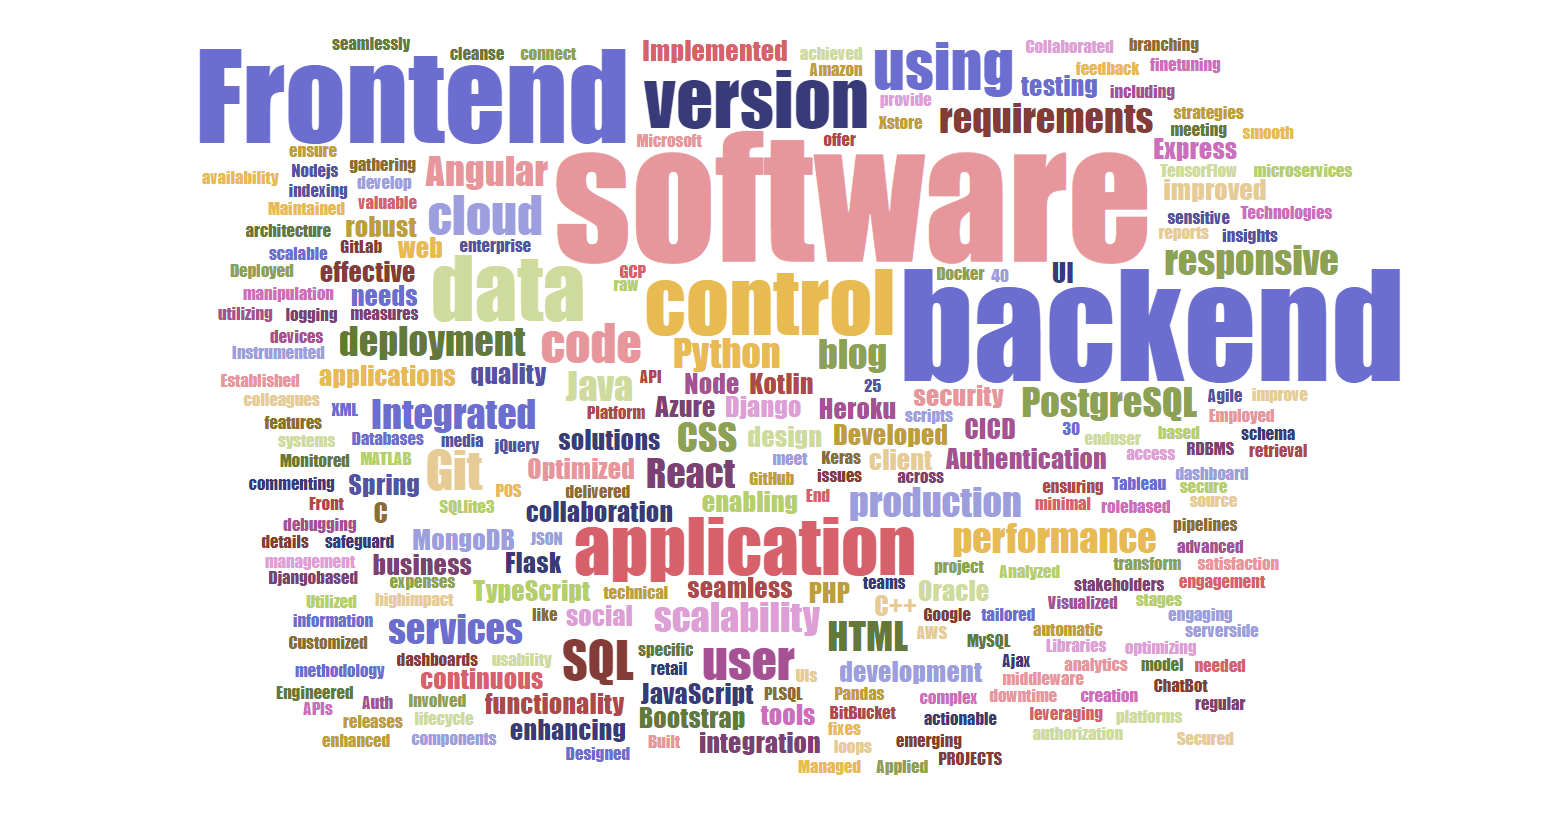 seamlessly
cleanse
connect
Implemented
achieved
Amazon
using
Collaborated
branching
feedback
finetuning
Frontend
version
testing
including
provide
Xstore
requirements
strategies
meeting
smooth
Microsoft
offer
software
Express
ensure
Nodejs
gathering
Angular
TensorFlow
microservices
availability
indexing
develop
improved
Maintained
valuable
cloud
sensitive
Technologies
architecture
robust
reports
insights
scalable
GitLab
web
enterprise
responsive
Deployed
effective
data
GCP
raw
Docker
40
UI
manipulation
needs
control
backend
utilizing
logging
measures
devices
deployment
code
Python
blog
Instrumented
Established
applications
quality
Java
API
Node
Kotlin
25
colleagues
XML
Integrated
Platform
Azure
Django
Heroku
scripts
security
PostgreSQL
Agile
improve
Employed
features
systems
Databases
media
jQuery
solutions
CSS
design
Developed
CICD
30
enduser
based
schema
Monitored
MATLAB
Git
Optimized
React
meet
Keras
client
Authentication
access
RDBMS
retrieval
commenting
Spring
POS
delivered
GitHub
issues
across
ensuring
Tableau
dashboard
secure
Front
C
SQLlite3
collaboration
enabling
End
production
minimal
rolebased
source
debugging
details
safeguard
MongoDB
JSON
application
performance
pipelines
advanced
management
business
Flask
project
Analyzed
transform
satisfaction
Djangobased
expenses
TypeScript
technical
seamless
PHP
teams
Oracle
stakeholders
engagement
Utilized
highimpact
like
social
scalability
C++
Google
tailored
Visualized
stages
engaging
information
services
HTML
AWS
MySQL
automatic
serverside
Customized
SQL
specific
user
Libraries
optimizing
dashboards
usability
retail
UIs
development
Ajax
analytics
model
needed
methodology
continuous
middleware
ChatBot
Engineered
APIs
Auth
Involved
functionality
JavaScript
PLSQL
Pandas
complex
downtime
creation
regular
releases
lifecycle
Bootstrap
tools
BitBucket
actionable
leveraging
platforms
enhanced
components
enhancing
Built
integration
fixes
loops
emerging
authorization
Secured
Designed
Managed
Applied
PROJECTS